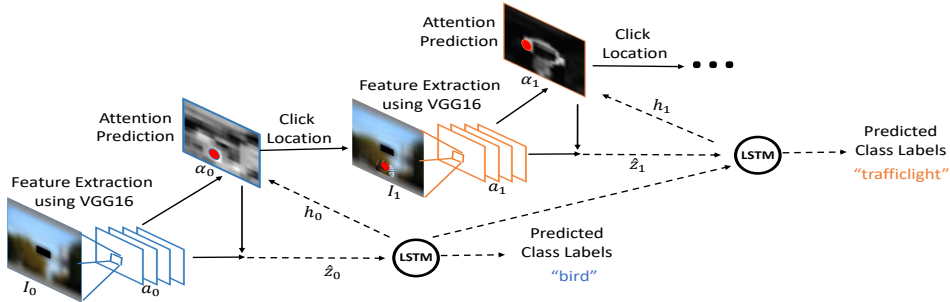 Attention
Prediction
α₁
Click
Location
Feature Extraction
using VGG16
I₁
a₁
h₁
ẑ₁
LSTM
Predicted
Class Labels
“trafficlight”
Attention
Prediction
α₀
Click
Location
Feature Extraction
using VGG16
I₀
a₀
h₀
ẑ₀
LSTM
Predicted
Class Labels
“bird”